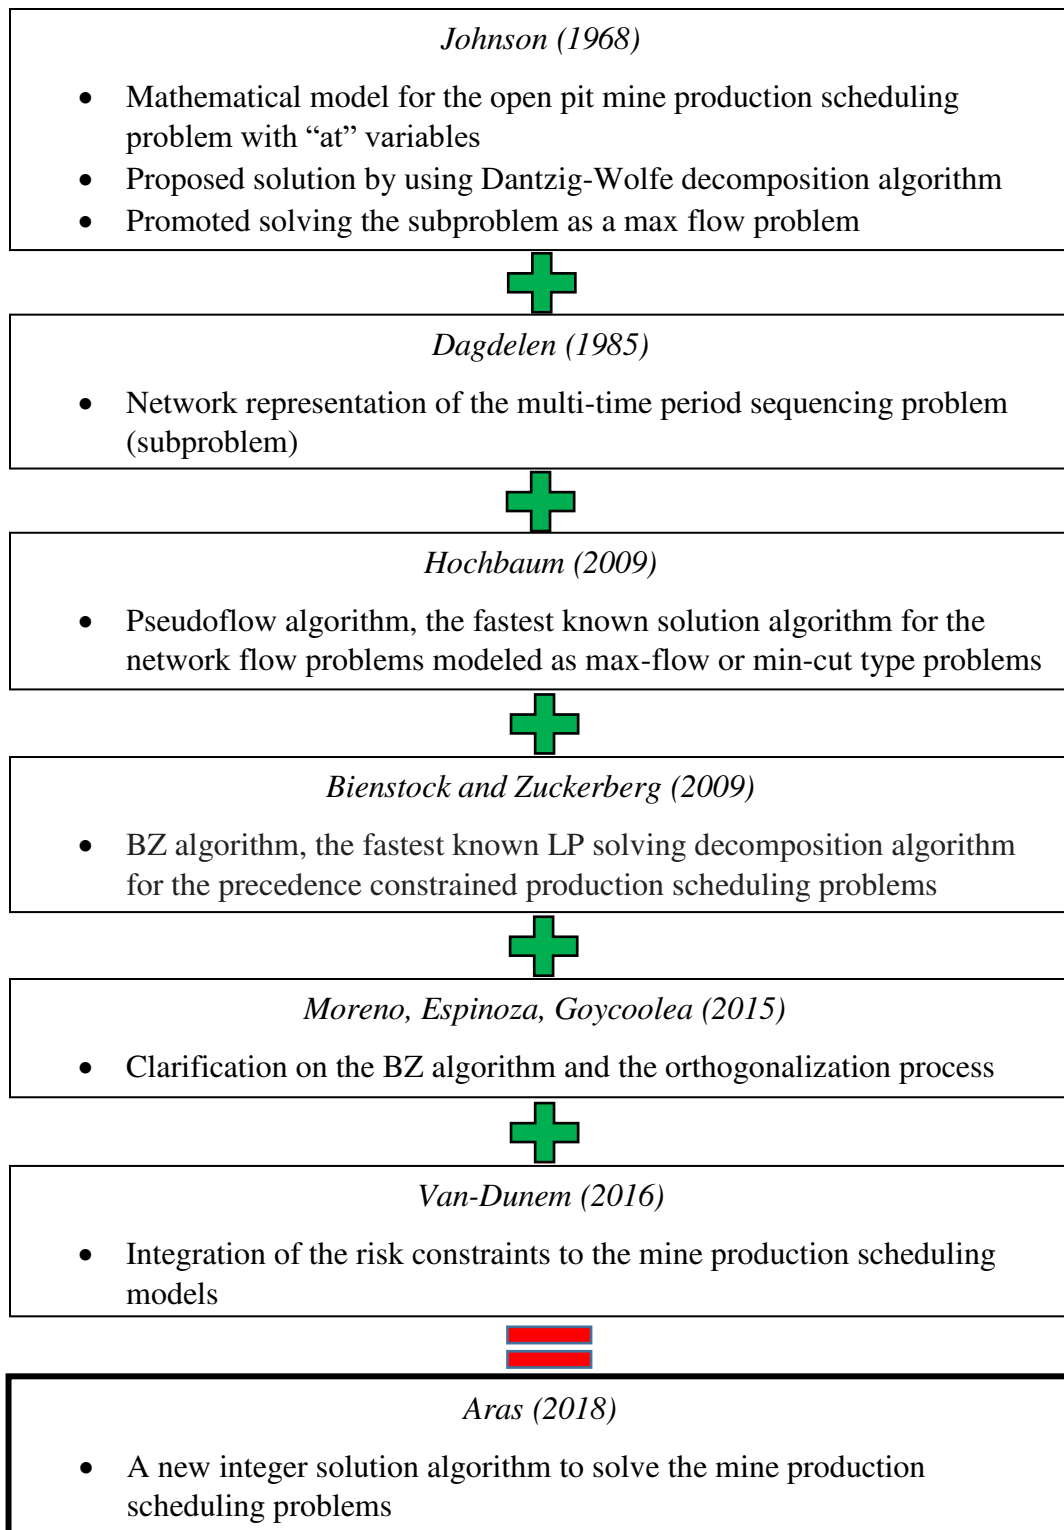 Johnson (1968)
• Mathematical model for the open pit mine production scheduling
problem with “at” variables
• Proposed solution by using Dantzig-Wolfe decomposition algorithm
• Promoted solving the subproblem as a max flow problem
Dagdelen (1985)
• Network representation of the multi-time period sequencing problem
(subproblem)
Hochbaum (2009)
• Pseudoflow algorithm, the fastest known solution algorithm for the
network flow problems modeled as max-flow or min-cut type problems
Bienstock and Zuckerberg (2009)
• BZ algorithm, the fastest known LP solving decomposition algorithm
for the precedence constrained production scheduling problems
Moreno, Espinoza, Goycoolea (2015)
• Clarification on the BZ algorithm and the orthogonalization process
Van-Dunem (2016)
• Integration of the risk constraints to the mine production scheduling
models
Aras (2018)
• A new integer solution algorithm to solve the mine production
scheduling problems